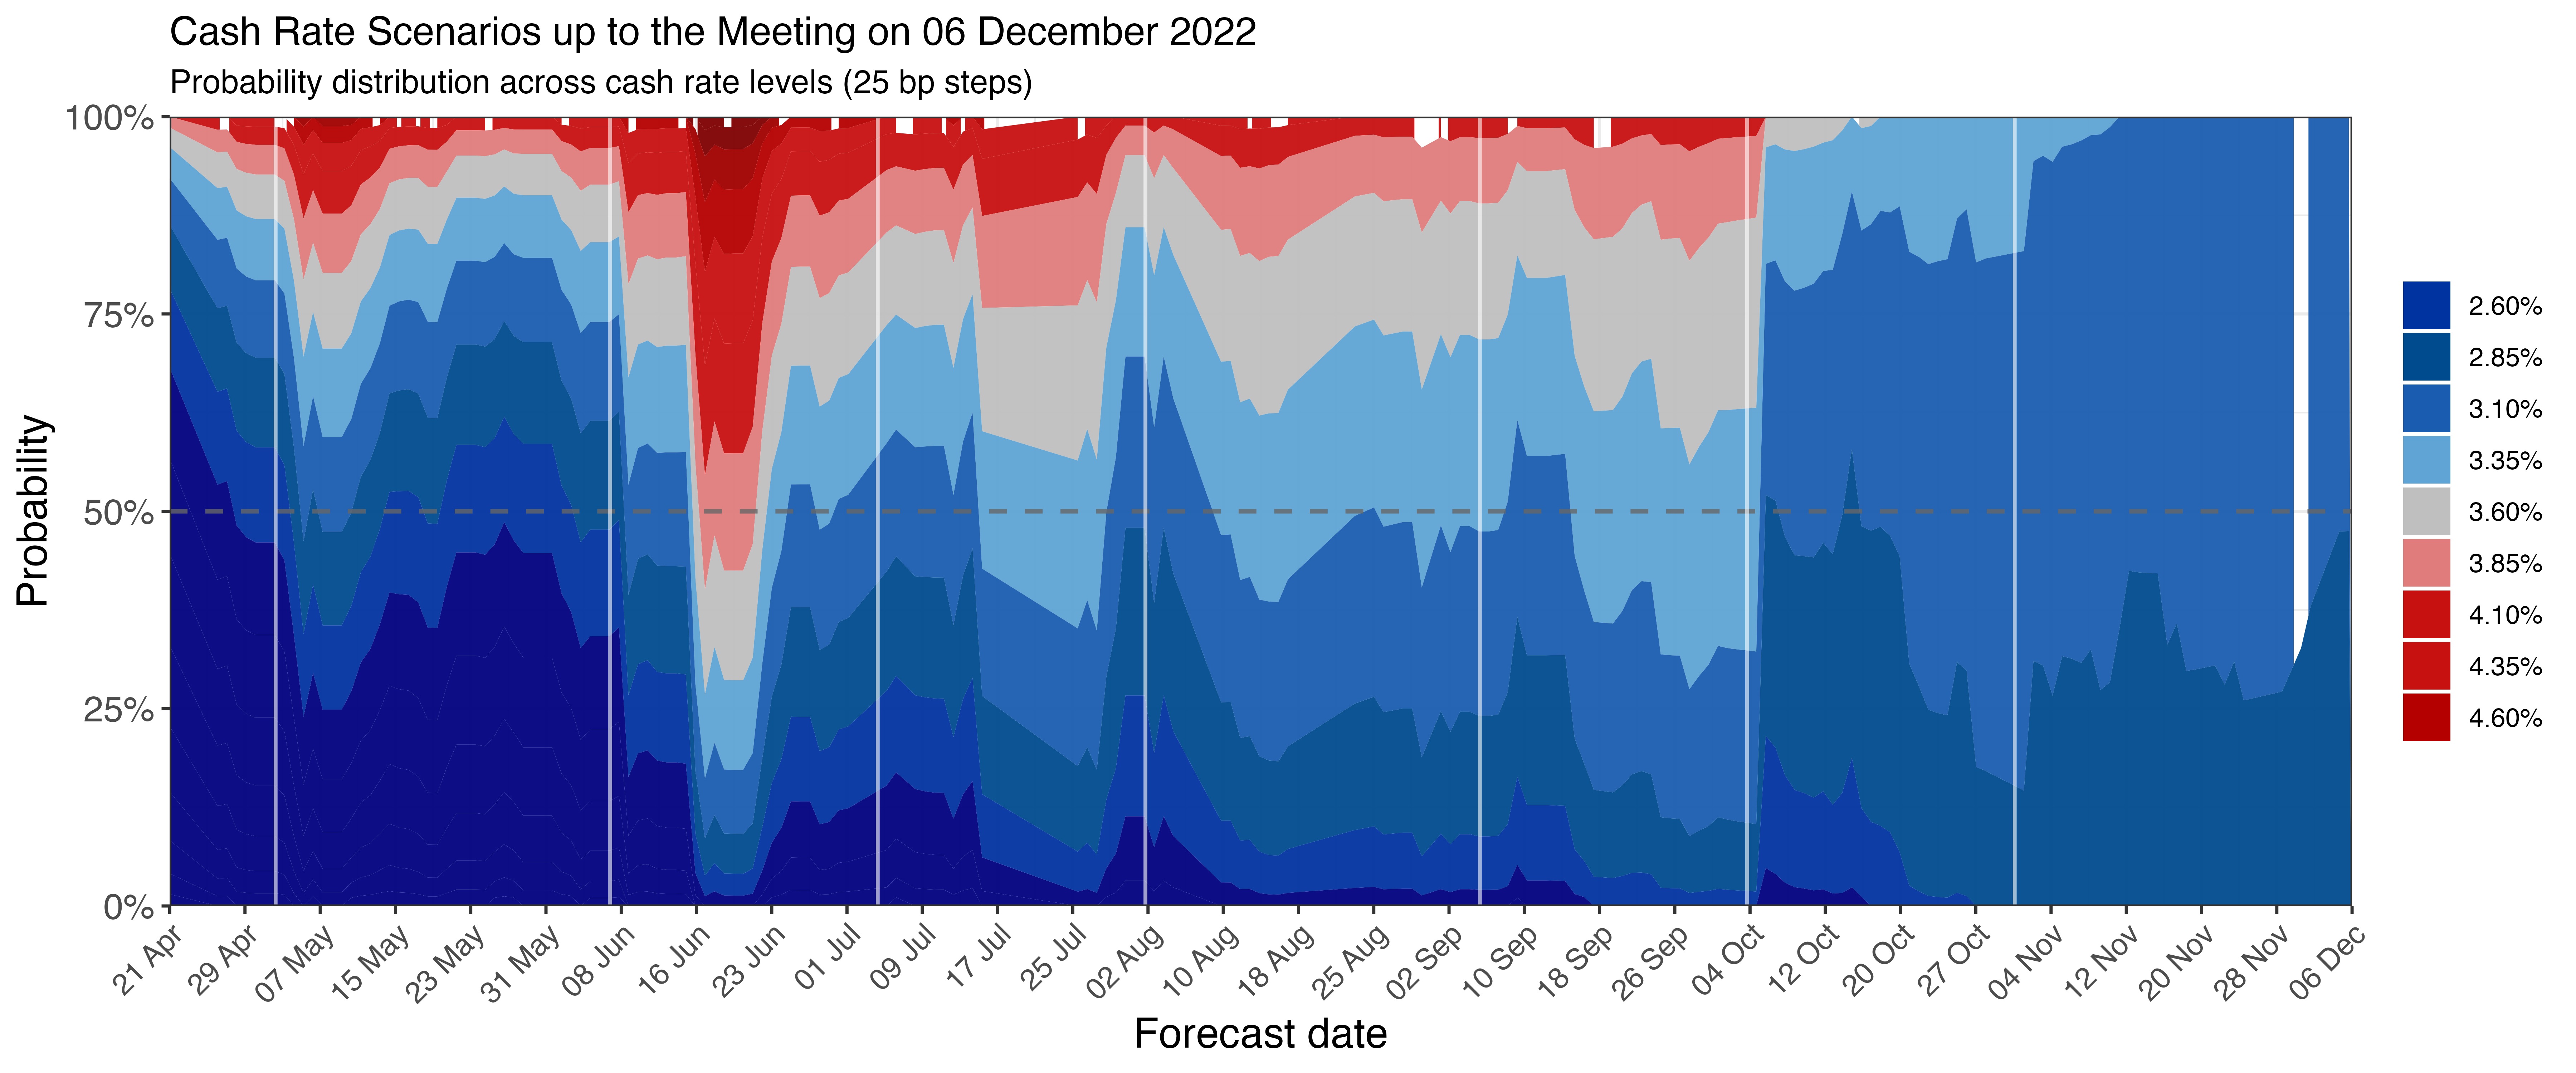 Cash Rate Scenarios up to the Meeting on 06 December 2022
Probability distribution across cash rate levels (25 bp steps)
Probability
100%
75%
50%
25%
0%
21 Apr
29 Apr
07 May
15 May
23 May
31 May
08 Jun
16 Jun
23 Jun
01 Jul
09 Jul
17 Jul
25 Jul
02 Aug
10 Aug
18 Aug
25 Aug
02 Sep
10 Sep
18 Sep
26 Sep
04 Oct
12 Oct
20 Oct
27 Oct
04 Nov
12 Nov
20 Nov
28 Nov
06 Dec
Forecast date
2.60%
2.85%
3.10%
3.35%
3.60%
3.85%
4.10%
4.35%
4.60%